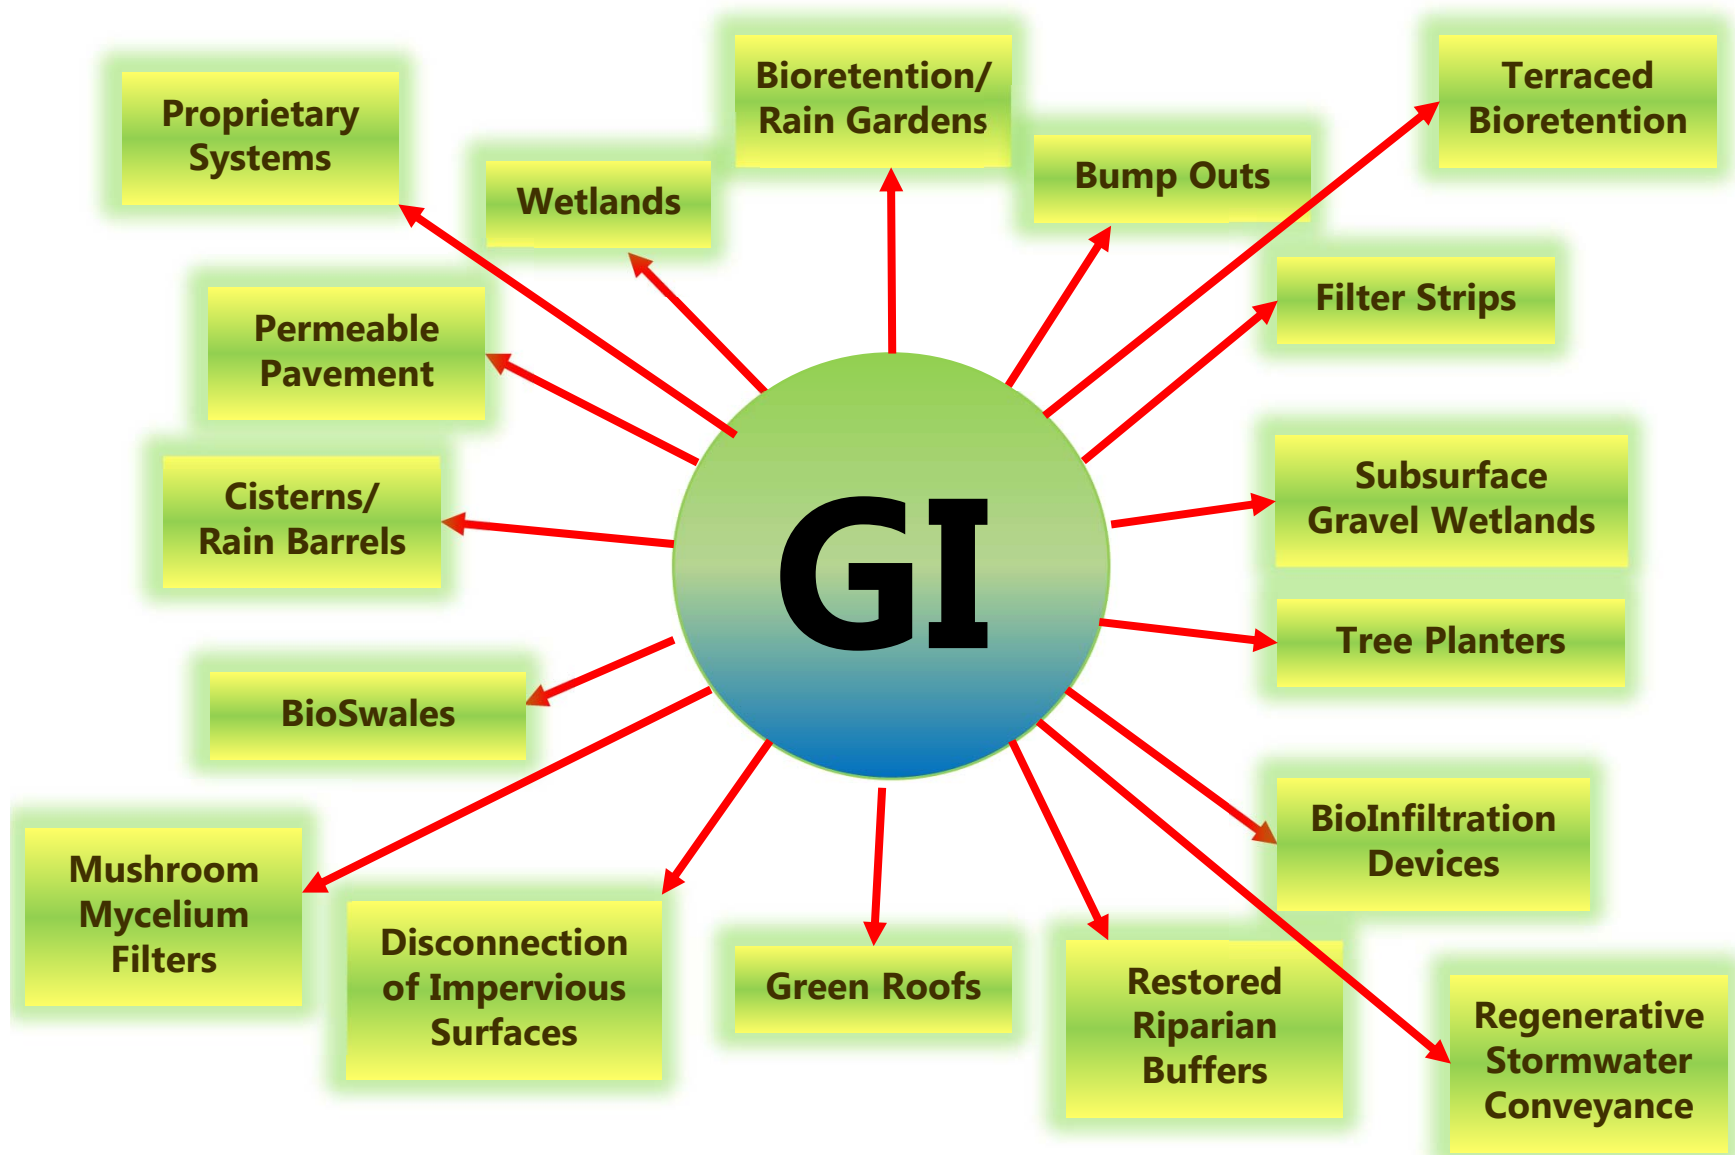 Proprietary
Systems
Wetlands
Bioretention/
Rain Gardens
Bump Outs
Terraced
Bioretention
Permeable
Pavement
Filter Strips
Cisterns/
Rain Barrels
GI
Subsurface
Gravel Wetlands
Tree Planters
BioSwales
BioInfiltration
Devices
Mushroom
Mycelium
Filters
Disconnection
of Impervious
Surfaces
Green Roofs
Restored
Riparian
Buffers
Regenerative
Stormwater
Conveyance